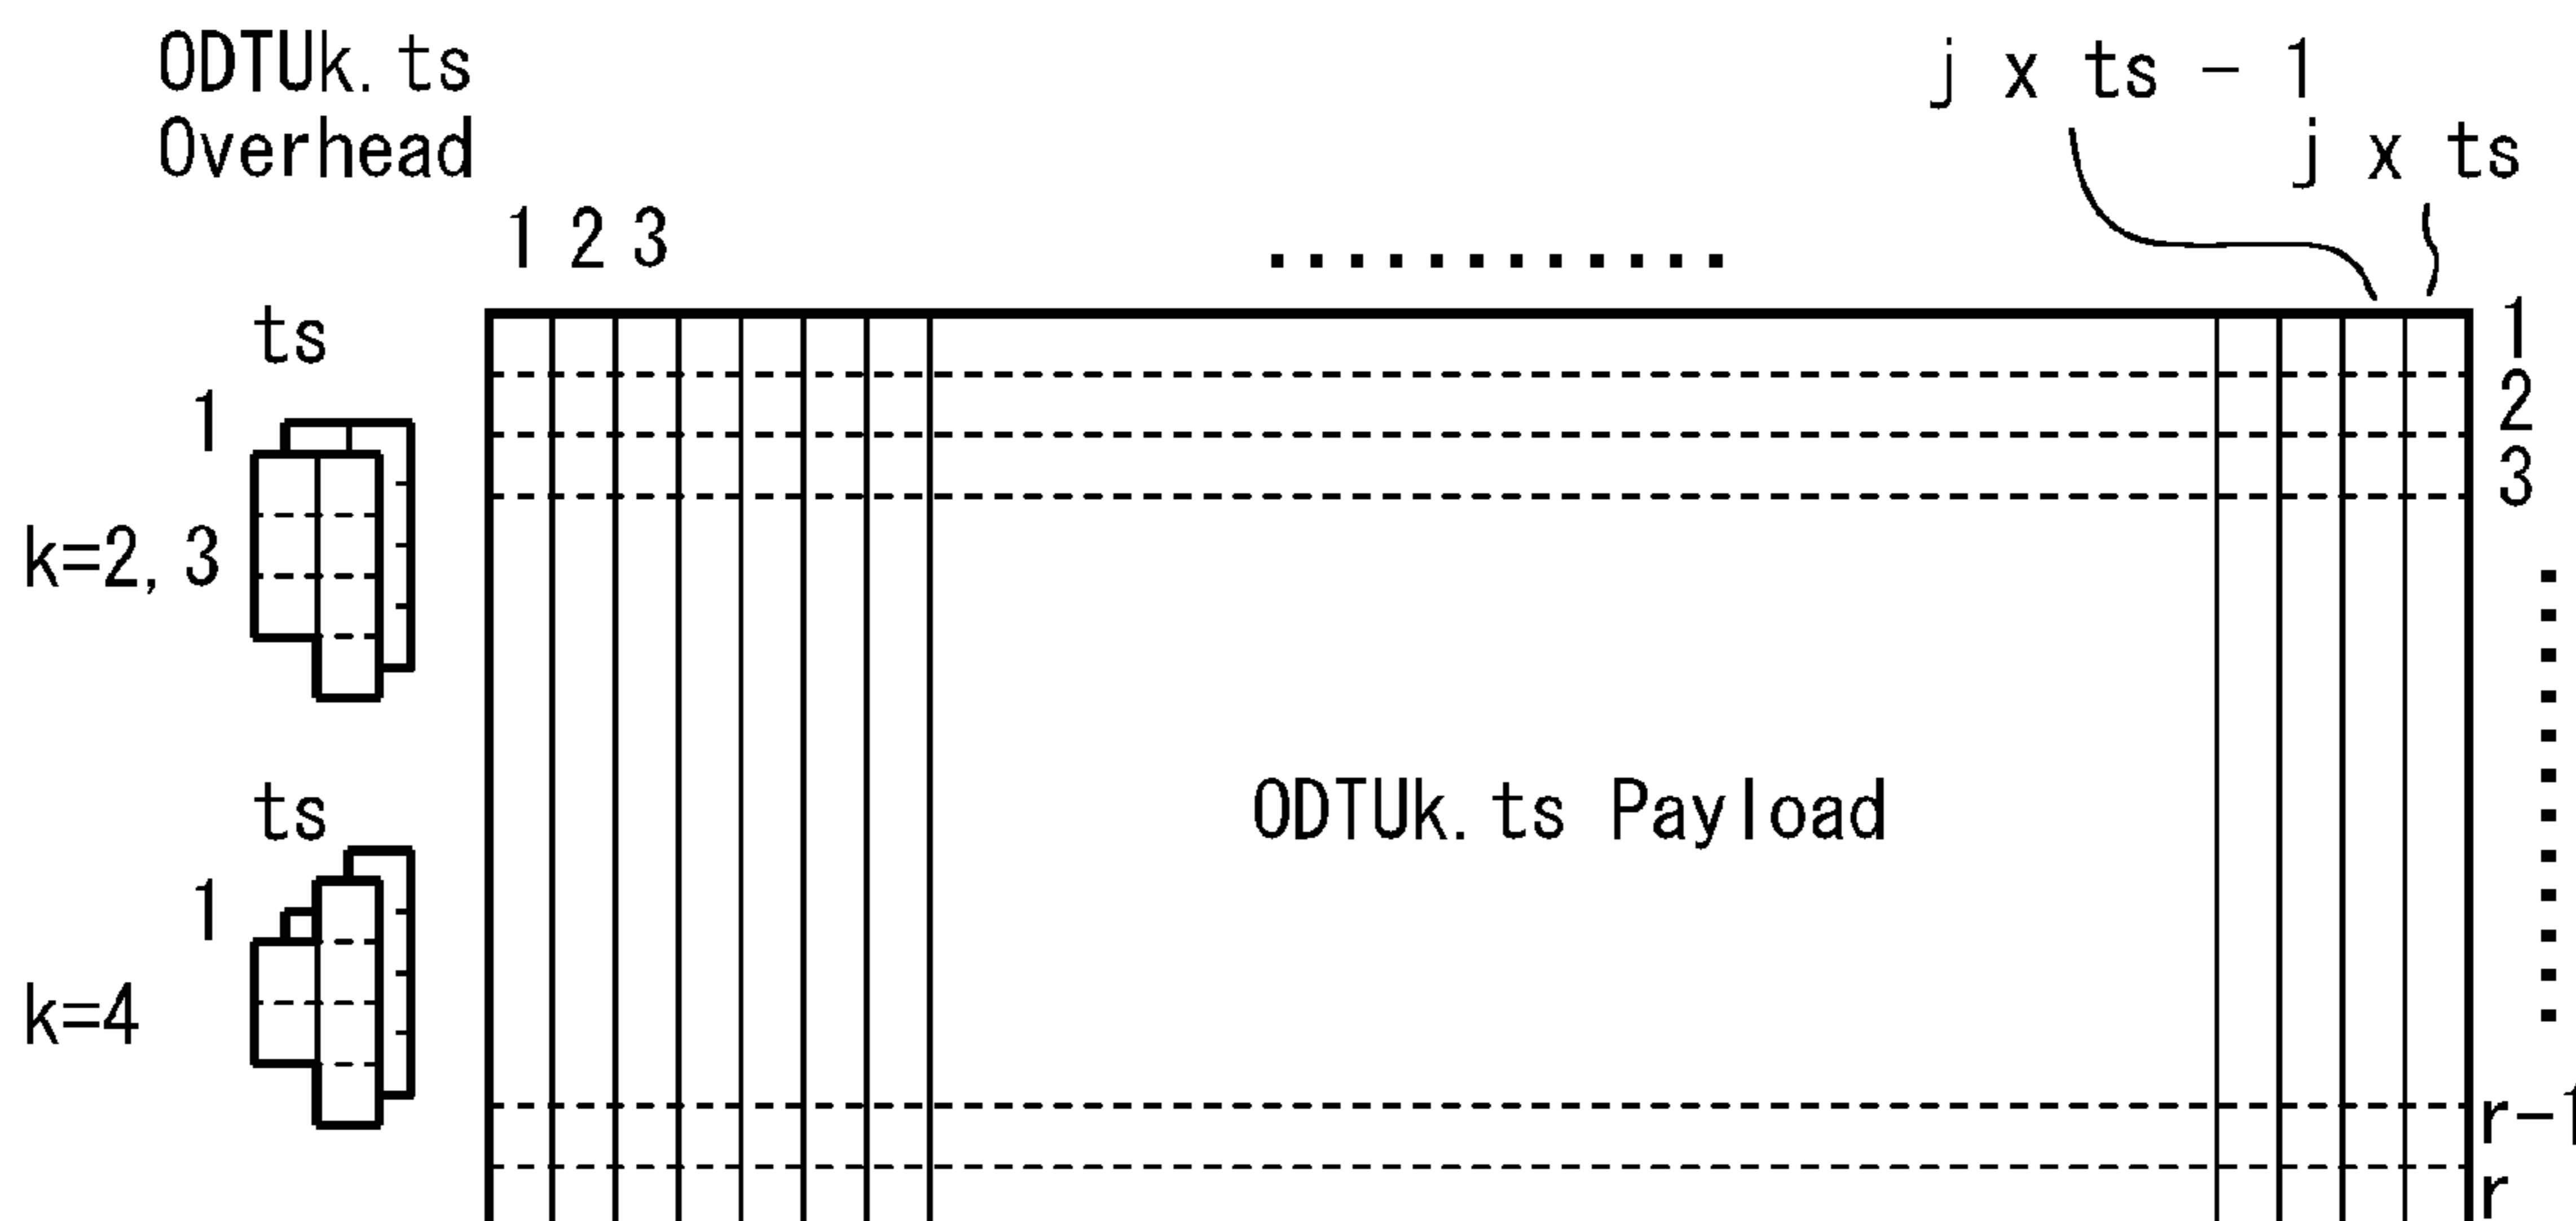 ODTUk.ts
Overhead
j x ts - 1
j x ts
1 2 3
............
ts
1
k=2, 3
ts
1
k=4
1
2
3
ODTUk.ts Payload
r-1
r